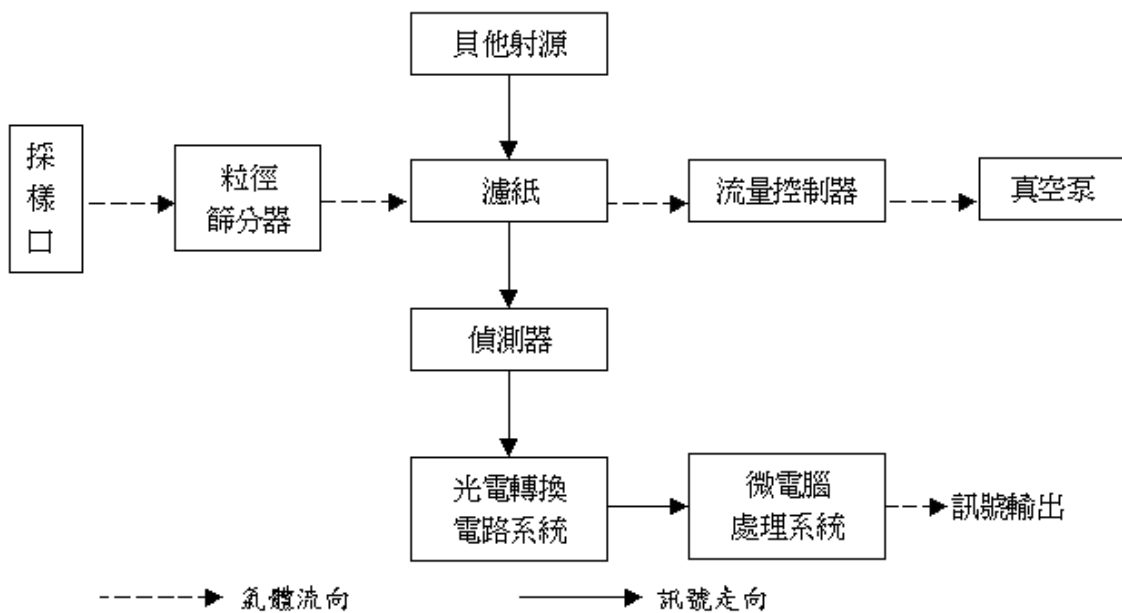 貝他射源
採
樣
口
粒徑
篩分器
濾紙
流量控制器
真空泵
偵測器
光電轉換
電路系統
微電腦
處理系統
訊號輸出
氣體流向
訊號走向